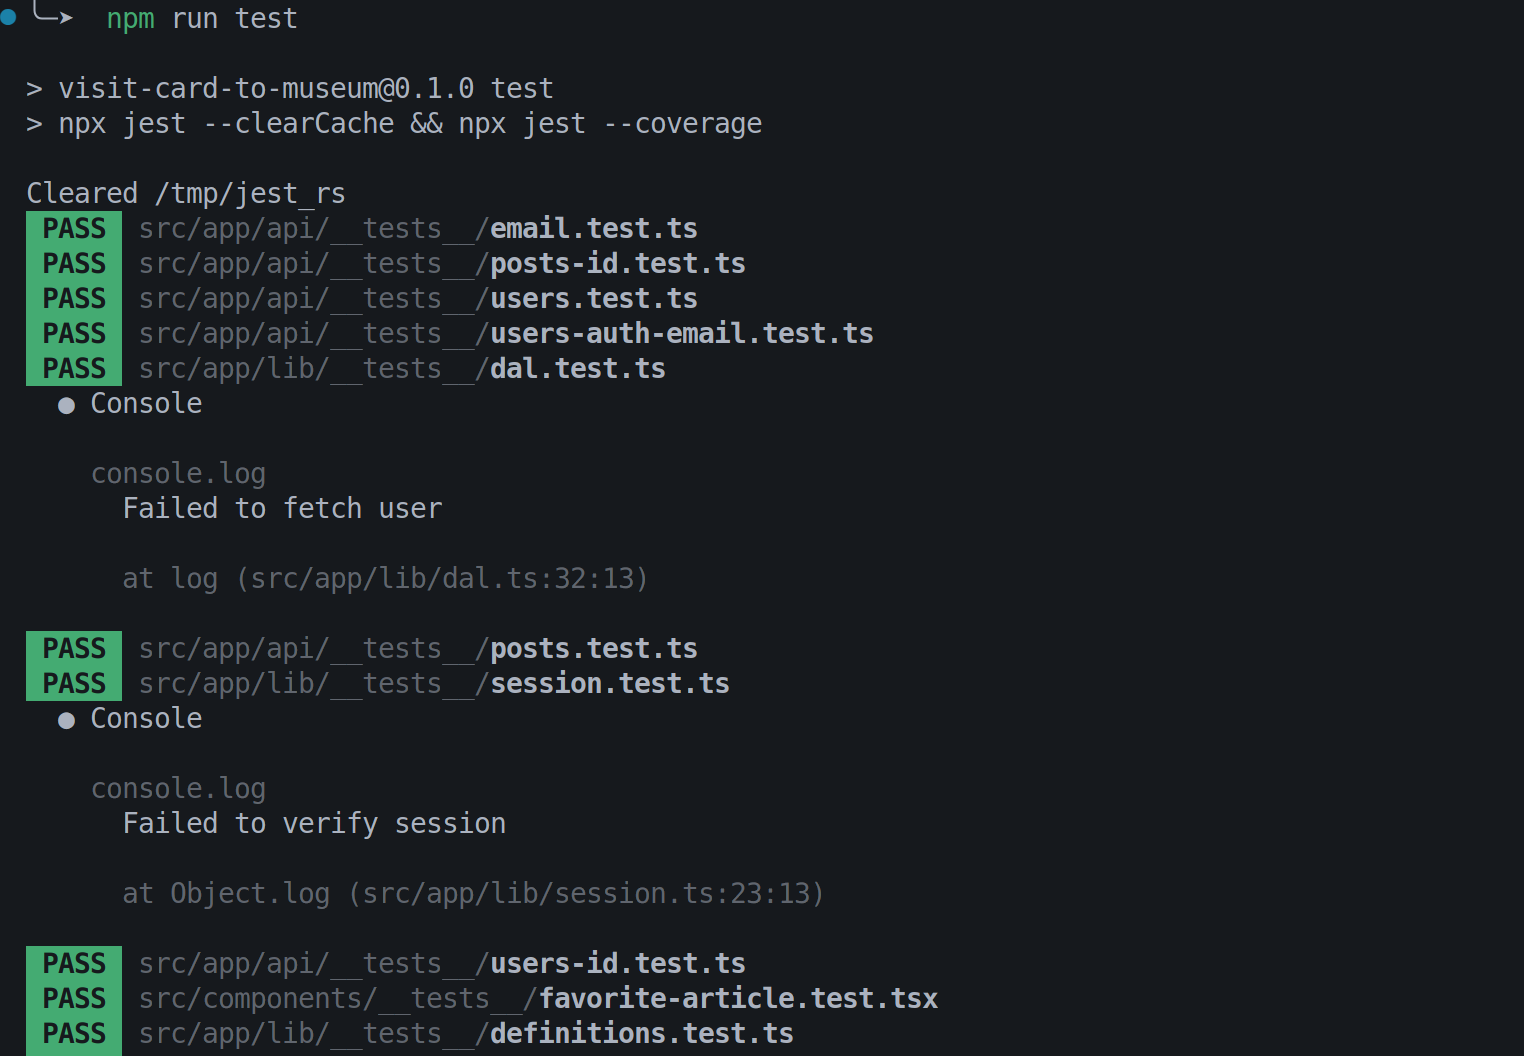 npm run test
> visit-card-to-museum@0.1.0 test
> npx jest --clearCache && npx jest --coverage
Cleared /tmp/jest_rs
PASS src/app/api/__tests__/email.test.ts
PASS src/app/api/__tests__/posts-id.test.ts
PASS src/app/api/__tests__/users.test.ts
PASS src/app/api/__tests__/users-auth-email.test.ts
PASS src/app/lib/__tests__/dal.test.ts
● Console
console.log
Failed to fetch user
at log (src/app/lib/dal.ts:32:13)
PASS src/app/api/__tests__/posts.test.ts
PASS src/app/lib/__tests__/session.test.ts
● Console
console.log
Failed to verify session
at Object.log (src/app/lib/session.ts:23:13)
PASS src/app/api/__tests__/users-id.test.ts
PASS src/components/__tests__/favorite-article.test.tsx
PASS src/app/lib/__tests__/definitions.test.ts